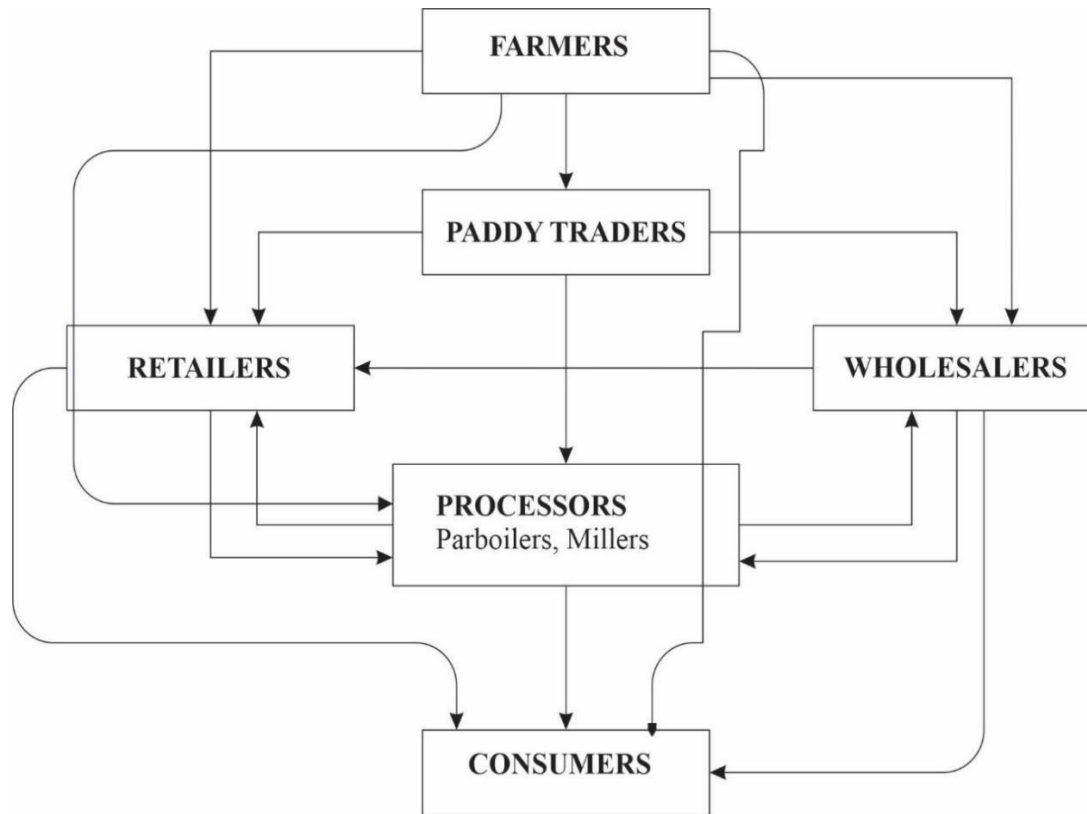 FARMERS
PADDY TRADERS
RETAILERS
WHOLESALERS
PROCESSORS
Parboilers, Millers
CONSUMERS